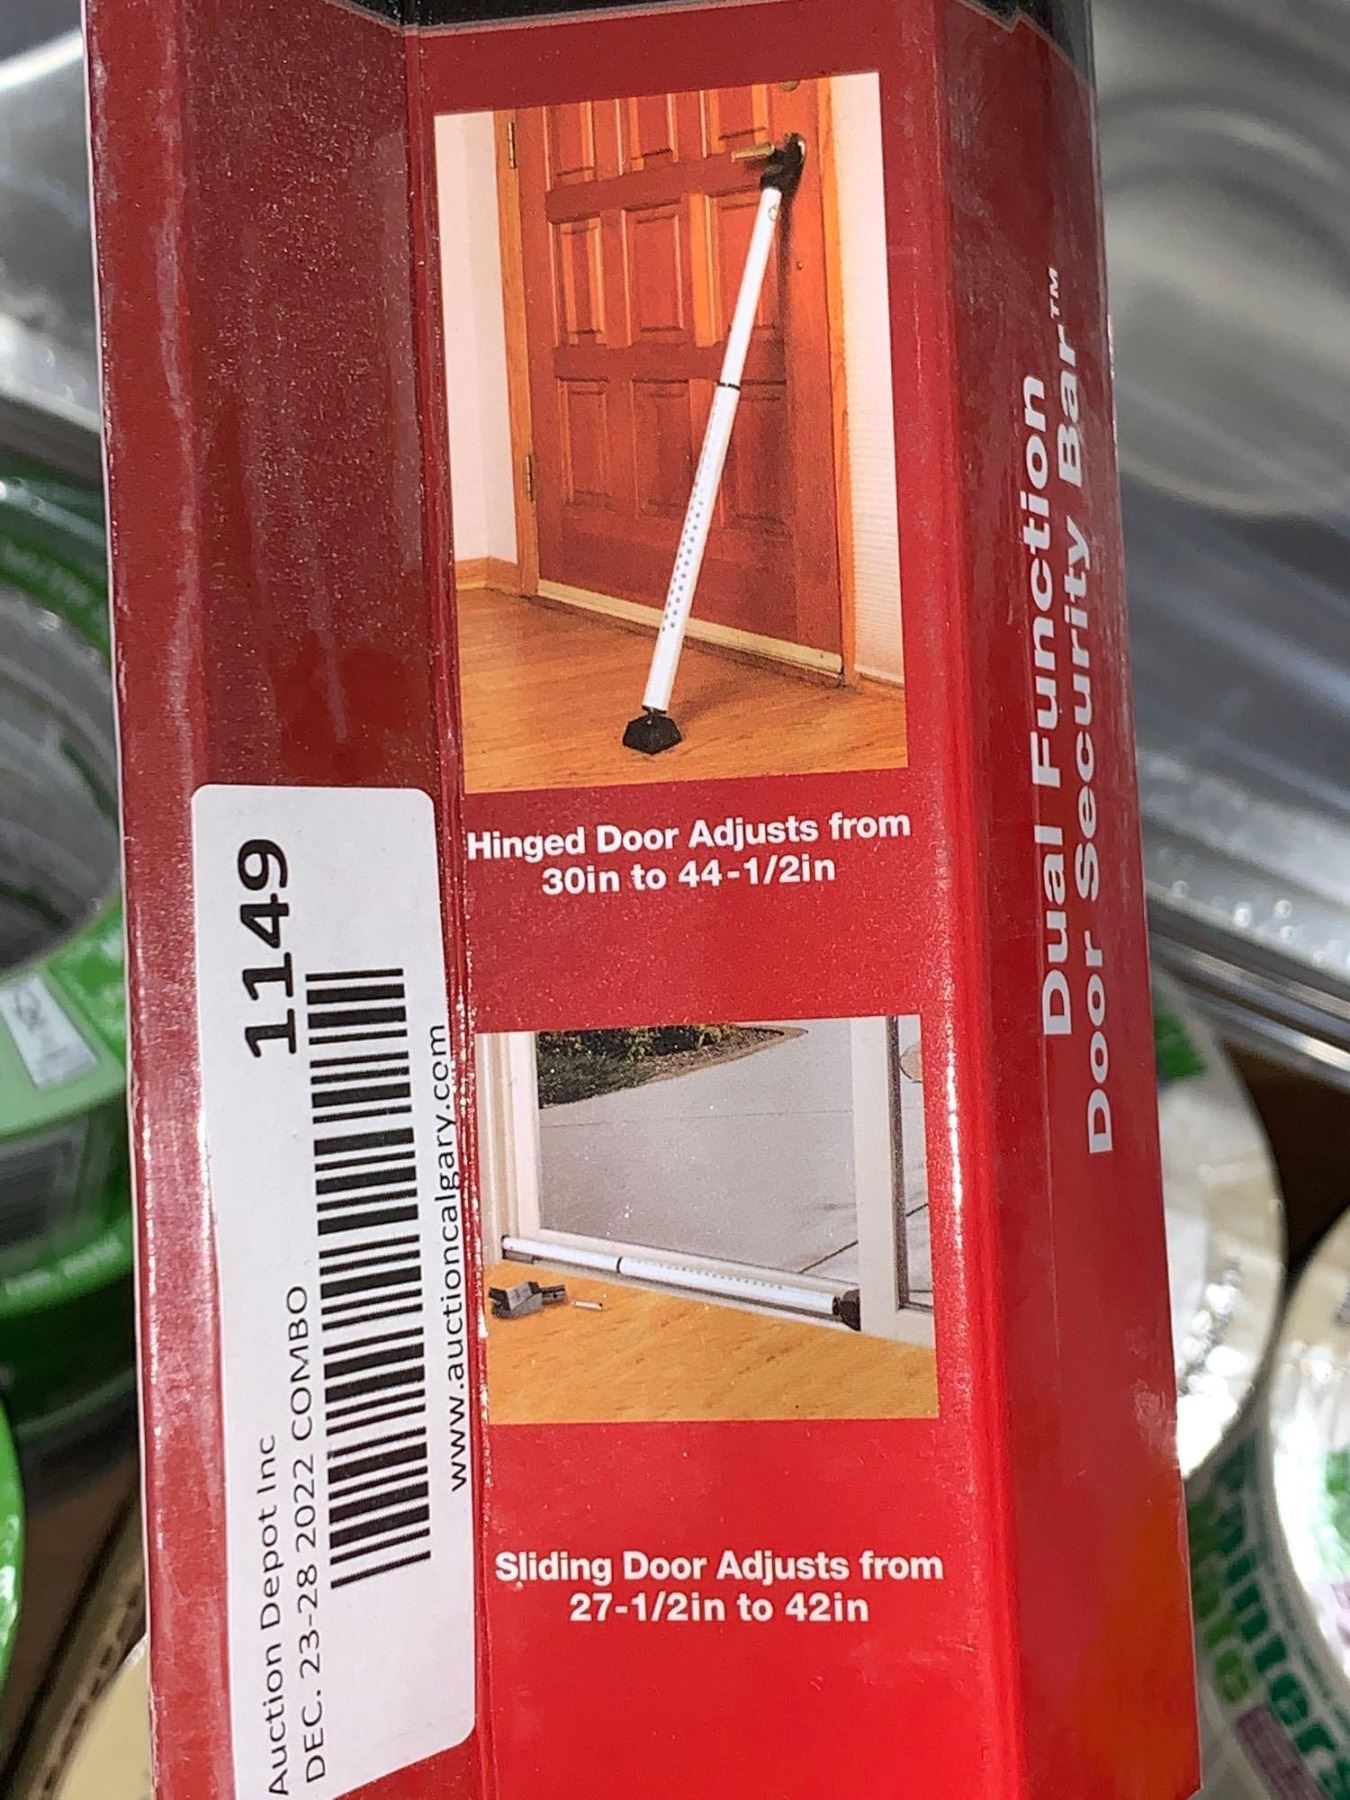 Hinged Door Adjusts from
30in to 44-1/2in
Sliding Door Adjusts from
27-1/2in to 42in
Dual Function
Door Security Bar™
1149
Auction Depot Inc
DEC. 23-28 2022 COMBO
www.auctioncalgary.com